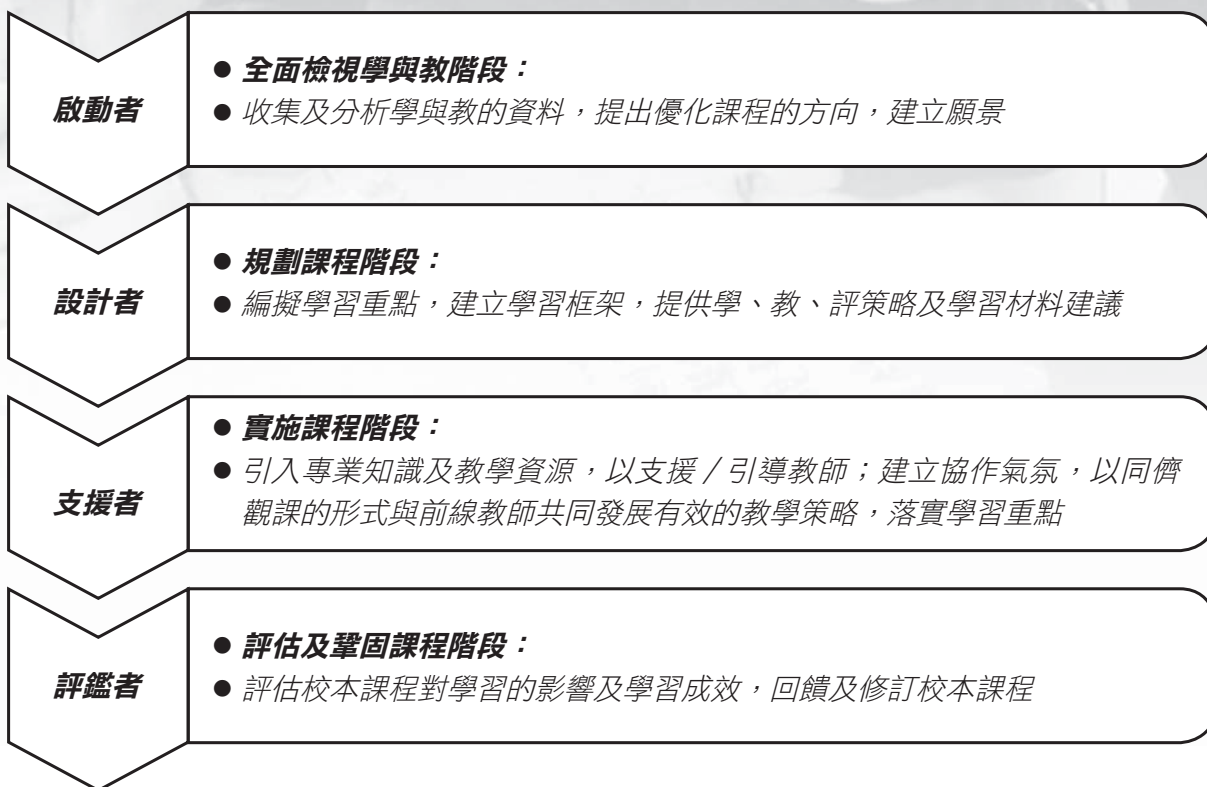 啟動者
● 全面檢視學與教階段：
● 收集及分析學與教的資料，提出優化課程的方向，建立願景
設計者
● 規劃課程階段：
● 編擬學習重點，建立學習框架，提供學、教、評策略及學習材料建議
支援者
● 實施課程階段：
● 引入專業知識及教學資源，以支援／引導教師；建立協作氣氛，以同儕
觀課的形式與前線教師共同發展有效的教學策略，落實學習重點
評鑑者
● 評估及鞏固課程階段：
● 評估校本課程對學習的影響及學習成效，回饋及修訂校本課程